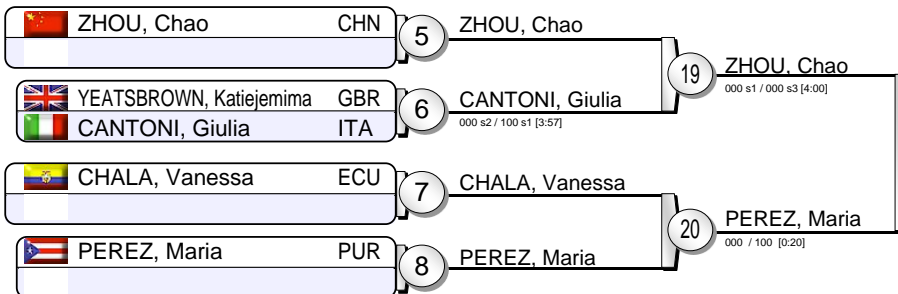 ZHOU, Chao CHN
5
ZHOU, Chao
19
ZHOU, Chao
000 s1 / 000 s3 [4:00]
YEATSBROWN, Katiejemima GBR
CANTONI, Giulia ITA
6
CANTONI, Giulia
000 s2 / 100 s1 [3:57]
CHALA, Vanessa ECU
7
CHALA, Vanessa
20
PEREZ, Maria
000 / 100 [0:20]
PEREZ, Maria PUR
8
PEREZ, Maria